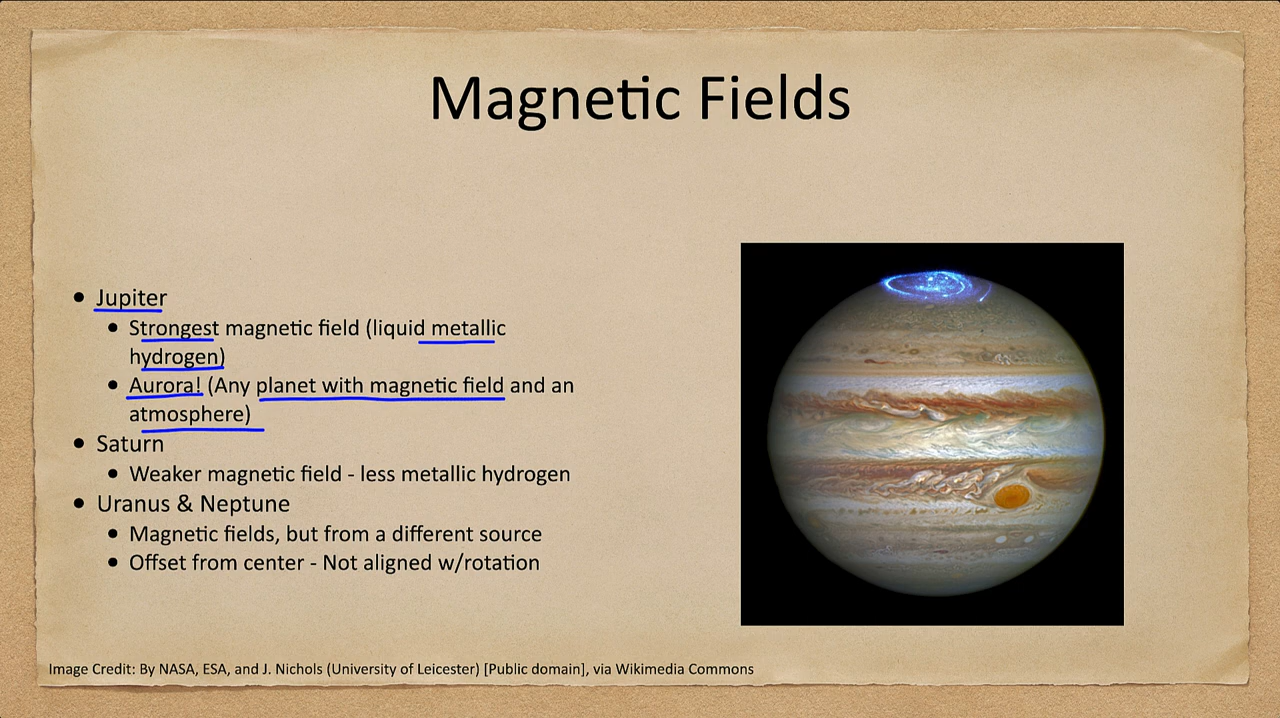 Magnetic Fields
• Jupiter
• Strongest magnetic field (liquid metallic
hydrogen)
• Aurora! (Any planet with magnetic field and an
atmosphere)
• Saturn
• Weaker magnetic field - less metallic hydrogen
• Uranus & Neptune
• Magnetic fields, but from a different source
• Offset from center - Not aligned w/rotation
Image Credit: By NASA, ESA, and J. Nichols (University of Leicester) [Public domain], via Wikimedia Commons